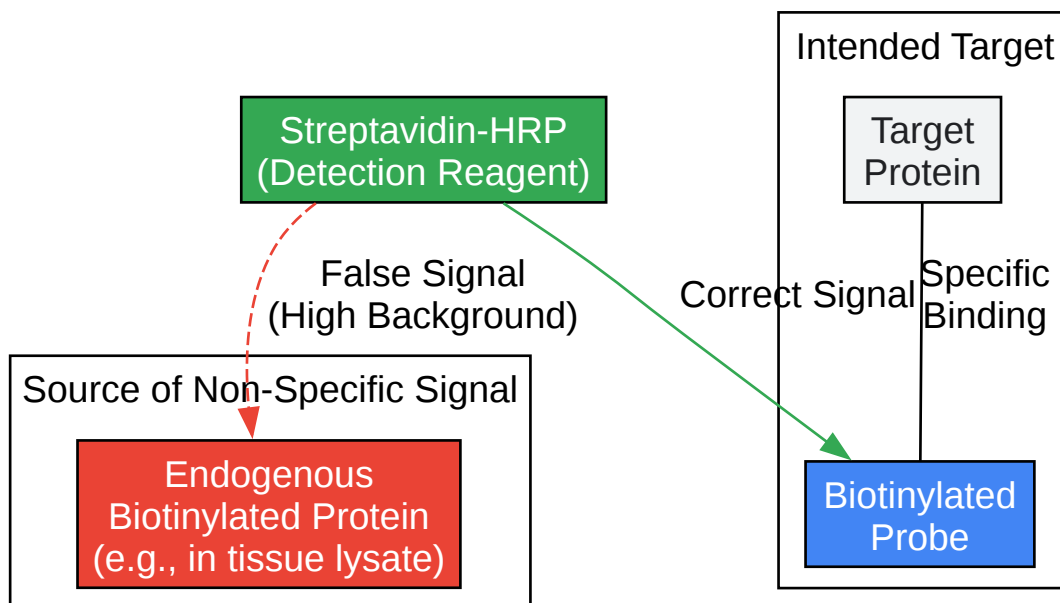 Intended Target
Streptavidin-HRP
(Detection Reagent)
Target
Protein
False Signal
(High Background)
Correct Signal
Specific
Binding
Source of Non-Specific Signal
Endogenous
Biotinylated Protein
(e.g., in tissue lysate)
Biotinylated
Probe